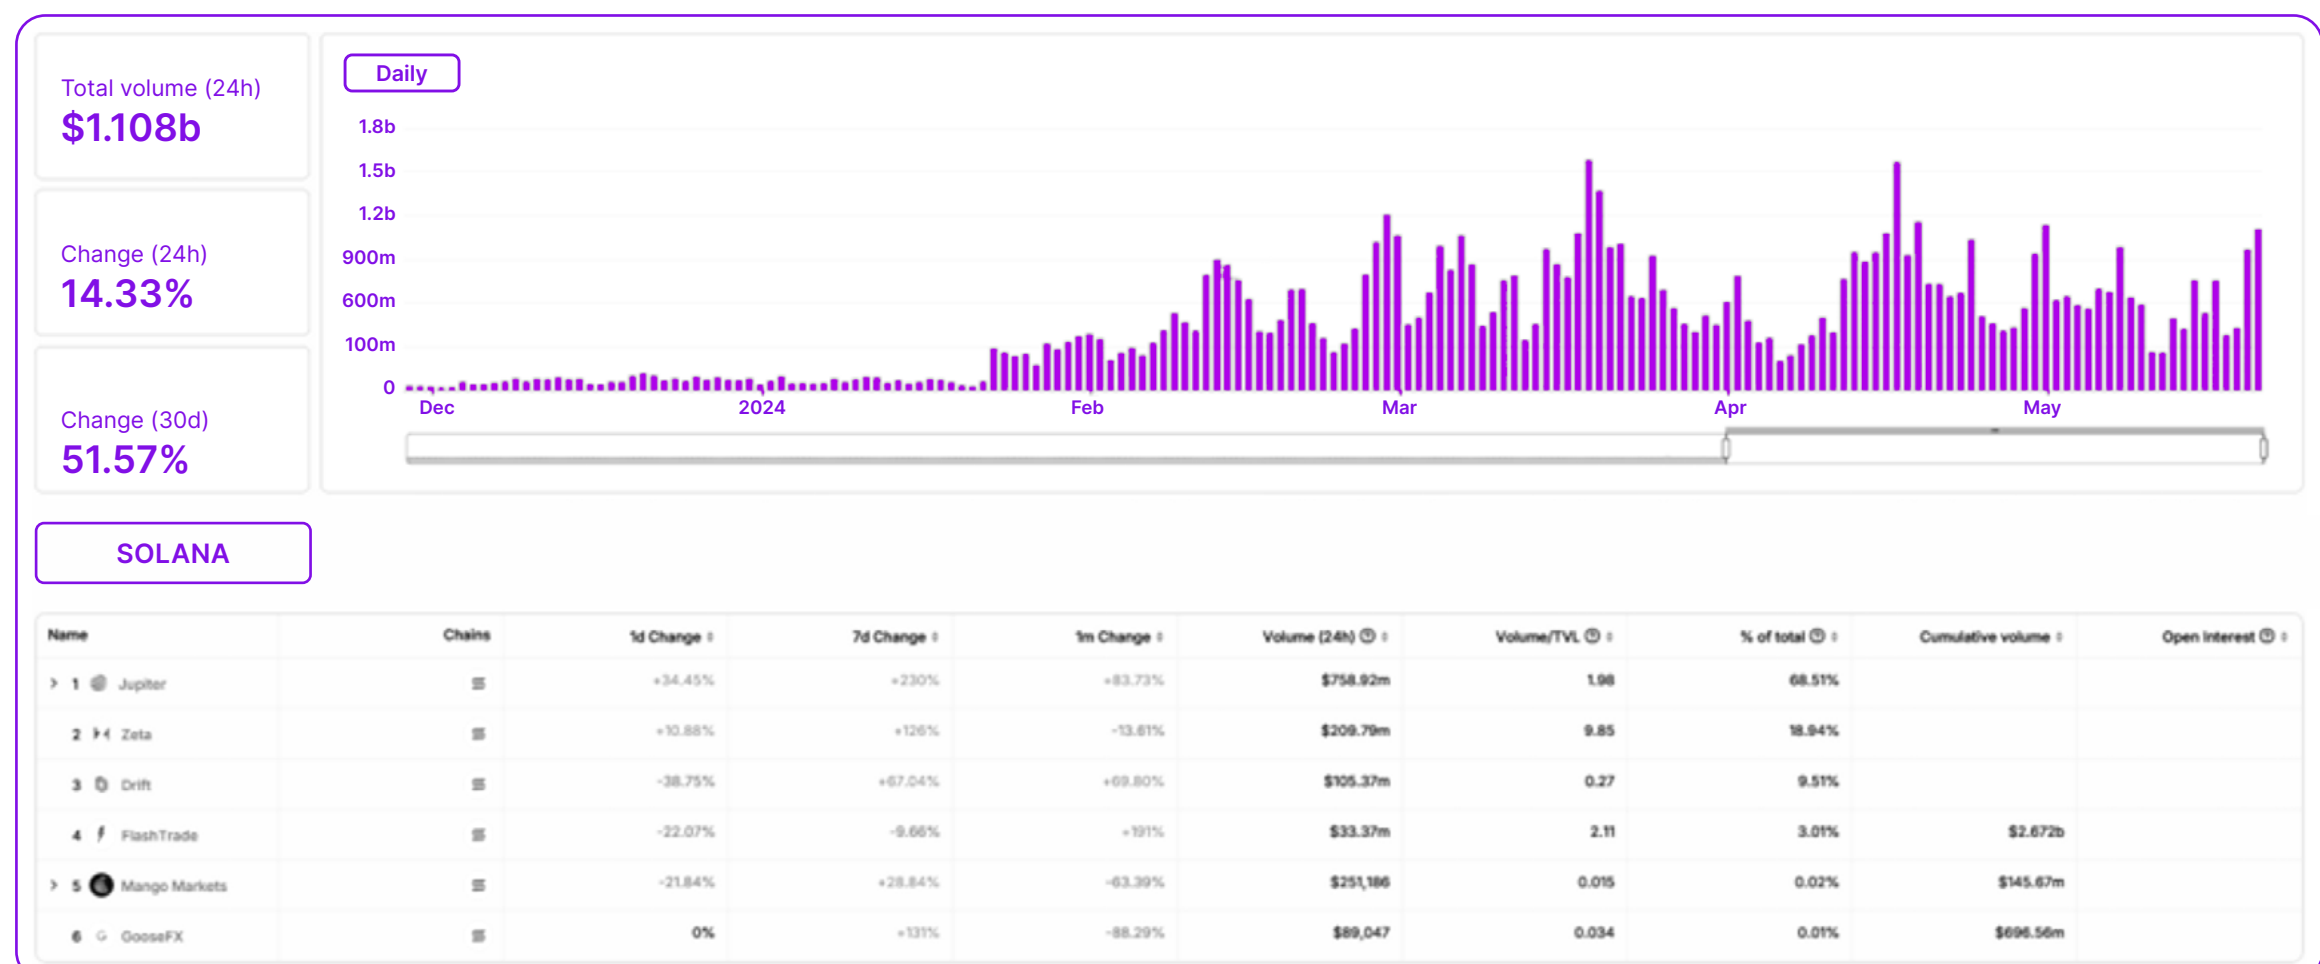 Total volume (24h)
$1.108b
Change (24h)
14.33%
Change (30d)
51.57%
Daily
1.8b
1.5b
1.2b
900m
600m
100m
0
Dec 2024 Feb Mar Apr May
SOLANA
Name Chains 1d Change 7d Change 1m Change Volume (24h) Volume/TVL % of total Cumulative volume Open Interest
1 Jupiter +34.45% +230% +83.73% $758.92m 1.98 68.51%
2 Zeta +10.88% +126% -13.61% $209.79m 9.85 18.94%
3 Drift -38.75% +67.04% +69.80% $105.37m 0.27 9.51%
4 FlashTrade -22.07% -9.66% +191% $33.37m 2.11 3.01% $2.672b
5 Mango Markets -21.84% +28.84% -63.39% $251,186 0.015 0.02% $145.67m
6 GooseFX 0% +131% -88.29% $89,047 0.034 0.01% $696.56m